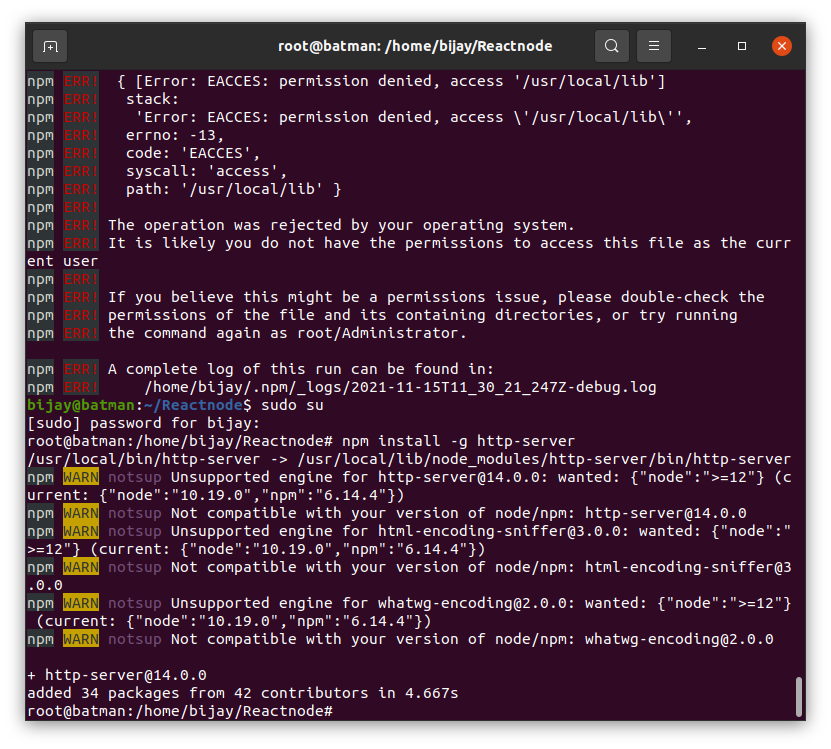 root@batman: /home/bijay/Reactnode
npm ERR!  { [Error: EACCES: permission denied, access '/usr/local/lib']
npm ERR!   stack:
npm ERR!    'Error: EACCES: permission denied, access \'/usr/local/lib\'',
npm ERR!   errno: -13,
npm ERR!   code: 'EACCES',
npm ERR!   syscall: 'access',
npm ERR!   path: '/usr/local/lib' }
npm ERR!
npm ERR! The operation was rejected by your operating system.
npm ERR! It is likely you do not have the permissions to access this file as the curr
ent user
npm ERR!
npm ERR! If you believe this might be a permissions issue, please double-check the
npm ERR! permissions of the file and its containing directories, or try running
npm ERR! the command again as root/Administrator.
npm ERR! A complete log of this run can be found in:
npm ERR!     /home/bijay/.npm/_logs/2021-11-15T11_30_21_247Z-debug.log
bijay@batman:~/Reactnode$ sudo su
[sudo] password for bijay:
root@batman:/home/bijay/Reactnode# npm install -g http-server
/usr/local/bin/http-server -> /usr/local/lib/node_modules/http-server/bin/http-server
npm WARN notsup Unsupported engine for http-server@14.0.0: wanted: {"node":">=12"} (c
urrent: {"node":"10.19.0","npm":"6.14.4"})
npm WARN notsup Not compatible with your version of node/npm: http-server@14.0.0
npm WARN notsup Unsupported engine for html-encoding-sniffer@3.0.0: wanted: {"node":"
>=12"} (current: {"node":"10.19.0","npm":"6.14.4"})
npm WARN notsup Not compatible with your version of node/npm: html-encoding-sniffer@3
.0.0
npm WARN notsup Unsupported engine for whatwg-encoding@2.0.0: wanted: {"node":">=12"}
 (current: {"node":"10.19.0","npm":"6.14.4"})
npm WARN notsup Not compatible with your version of node/npm: whatwg-encoding@2.0.0
+ http-server@14.0.0
added 34 packages from 42 contributors in 4.667s
root@batman:/home/bijay/Reactnode#